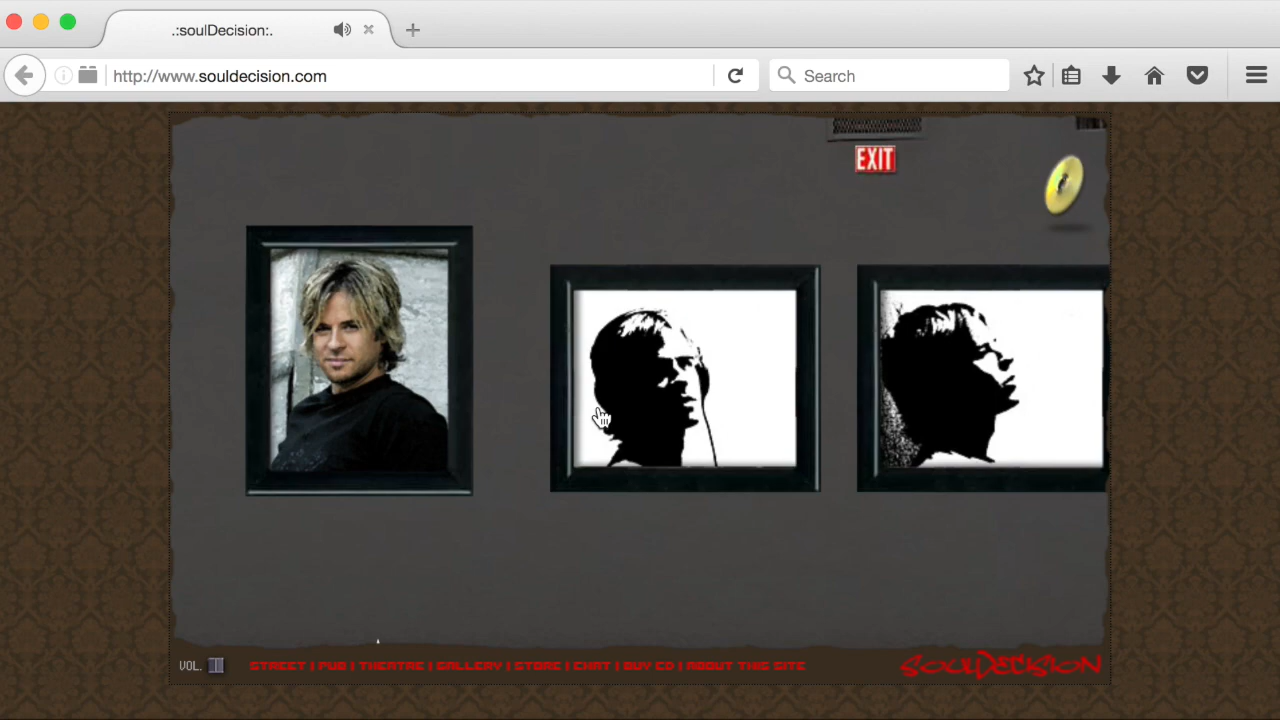 .:soulDecision:.
http://www.souldecision.com
Search
EXIT
VOL.
STREET | PUB | THEATRE | GALLERY | STORE | CHAT | BUY CD | ABOUT THIS SITE
SOULDECISION